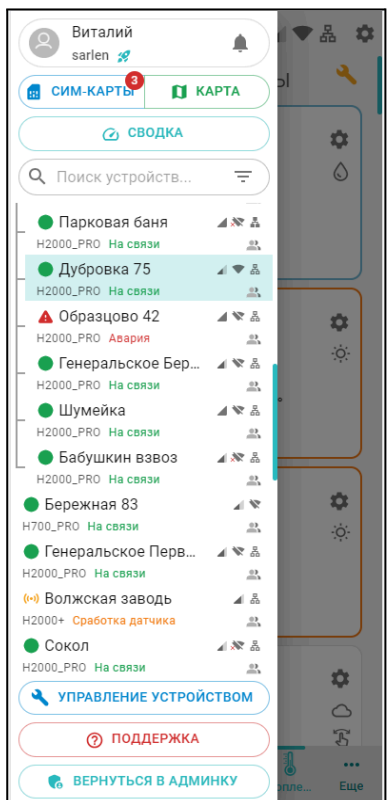 Виталий
sarlen
3
СИМ-КАРТЫ
КАРТА
СВОДКА
Поиск устройств...
Парковая баня
H2000_PRO На связи
Дубровка 75
H2000_PRO На связи
Образцово 42
H2000_PRO Авария
Генеральское Бер...
H2000_PRO На связи
Шумейка
H2000_PRO На связи
Бабушкин взвоз
H2000_PRO На связи
Бережная 83
H700_PRO На связи
Генеральское Перв...
H2000_PRO На связи
Волжская заводь
H2000+ Сработка датчика
Сокол
H2000_PRO На связи
УПРАВЛЕНИЕ УСТРОЙСТВОМ
ПОДДЕРЖКА
ВЕРНУТЬСЯ В АДМИНКУ
Еще